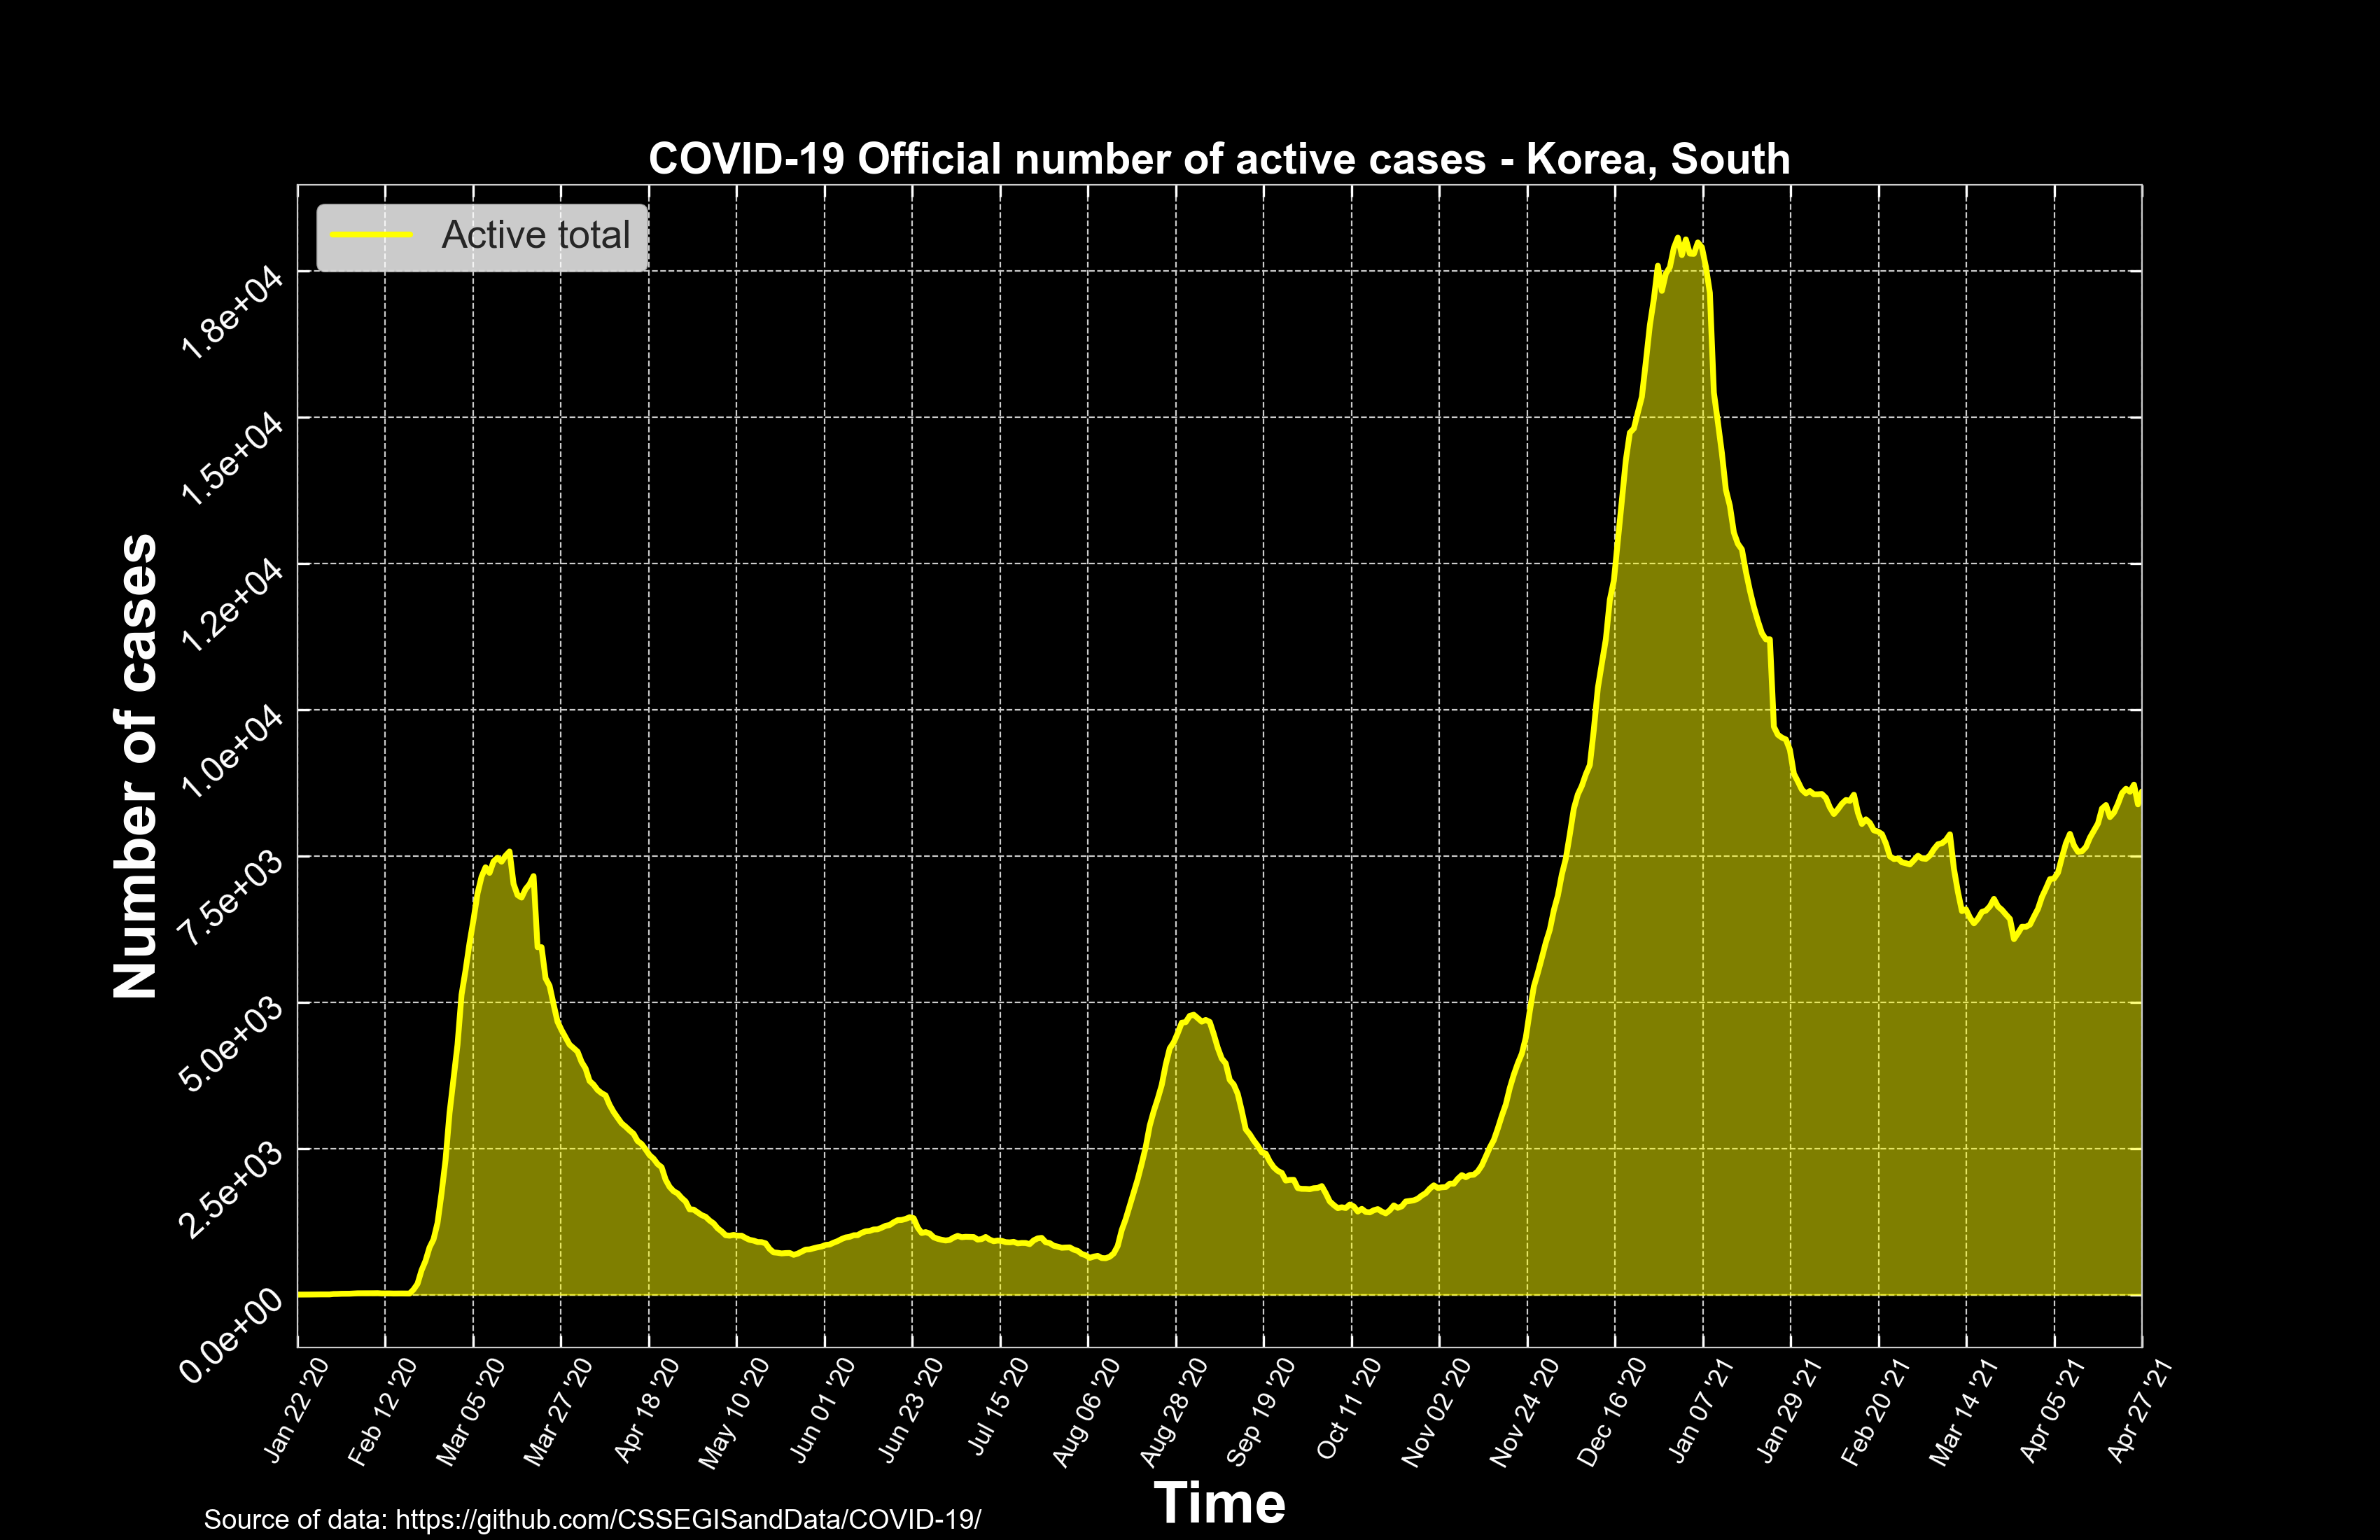 COVID-19 Official number of active cases - Korea, South
Active total
Number of cases
1.8e+04
1.5e+04
1.2e+04
1.0e+04
7.5e+03
5.0e+03
2.5e+03
0.0e+00
Jan 22 '20
Feb 12 '20
Mar 05 '20
Mar 27 '20
Apr 18 '20
May 10 '20
Jun 01 '20
Jun 23 '20
Jul 15 '20
Aug 06 '20
Aug 28 '20
Sep 19 '20
Oct 11 '20
Nov 02 '20
Nov 24 '20
Dec 16 '20
Jan 07 '21
Jan 29 '21
Feb 20 '21
Mar 14 '21
Apr 05 '21
Apr 27 '21
Time
Source of data: https://github.com/CSSEGISandData/COVID-19/